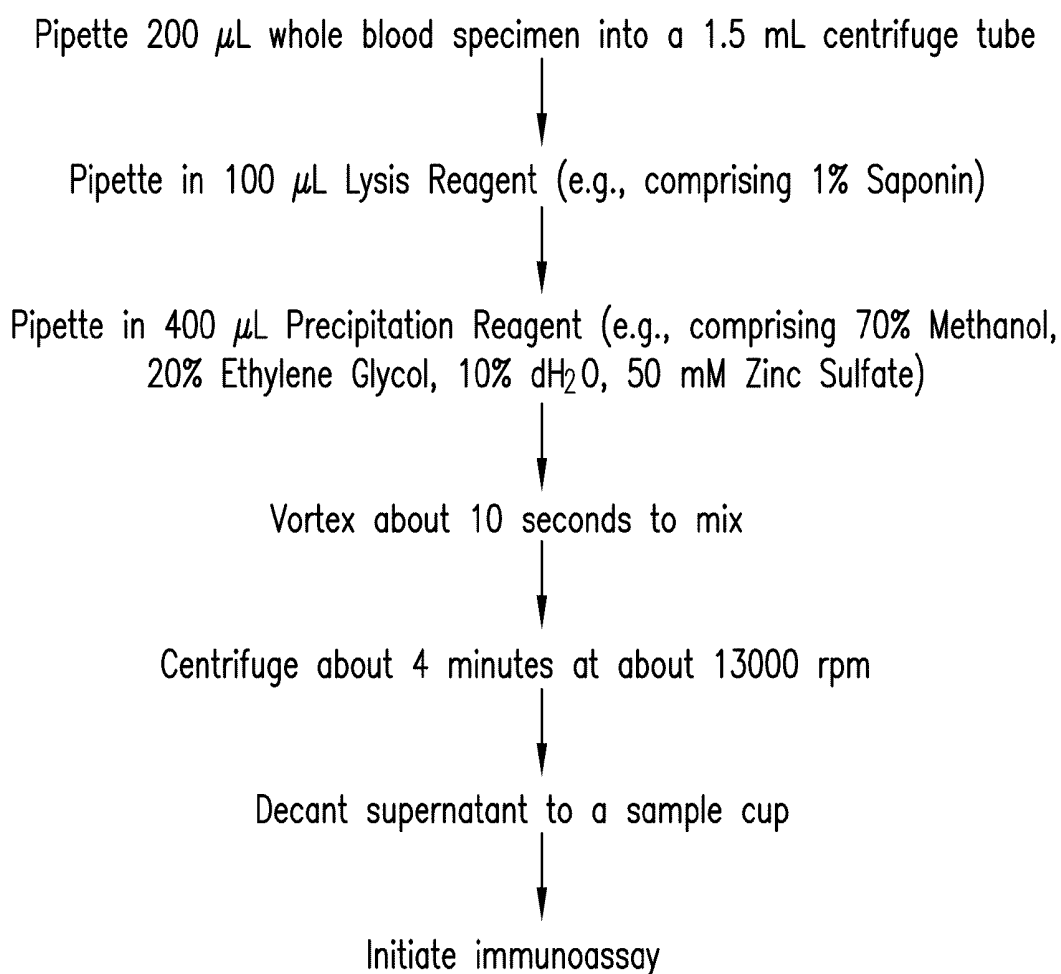 Pipette 200 μL whole blood specimen into a 1.5 mL centrifuge tube
Pipette in 100 μL Lysis Reagent (e.g., comprising 1% Saponin)
Pipette in 400 μL Precipitation Reagent (e.g., comprising 70% Methanol,
20% Ethylene Glycol, 10% dH₂O, 50 mM Zinc Sulfate)
Vortex about 10 seconds to mix
Centrifuge about 4 minutes at about 13000 rpm
Decant supernatant to a sample cup
Initiate immunoassay